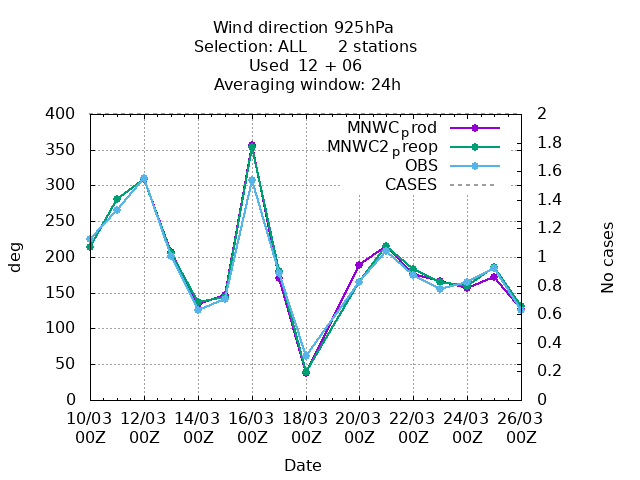 Wind direction 925hPa
Selection: ALL 2 stations
Used 12 + 06
Averaging window: 24h
400 350 300 250 200 150 100 50 0
deg
2 1.8 1.6 1.4 1.2 1 0.8 0.6 0.4 0.2 0
No cases
MNWCprod
MNWC2preop
OBS
CASES
10/03 12/03 14/03 16/03 18/03 20/03 22/03 24/03 26/03
00Z 00Z 00Z 00Z 00Z 00Z 00Z 00Z 00Z
Date